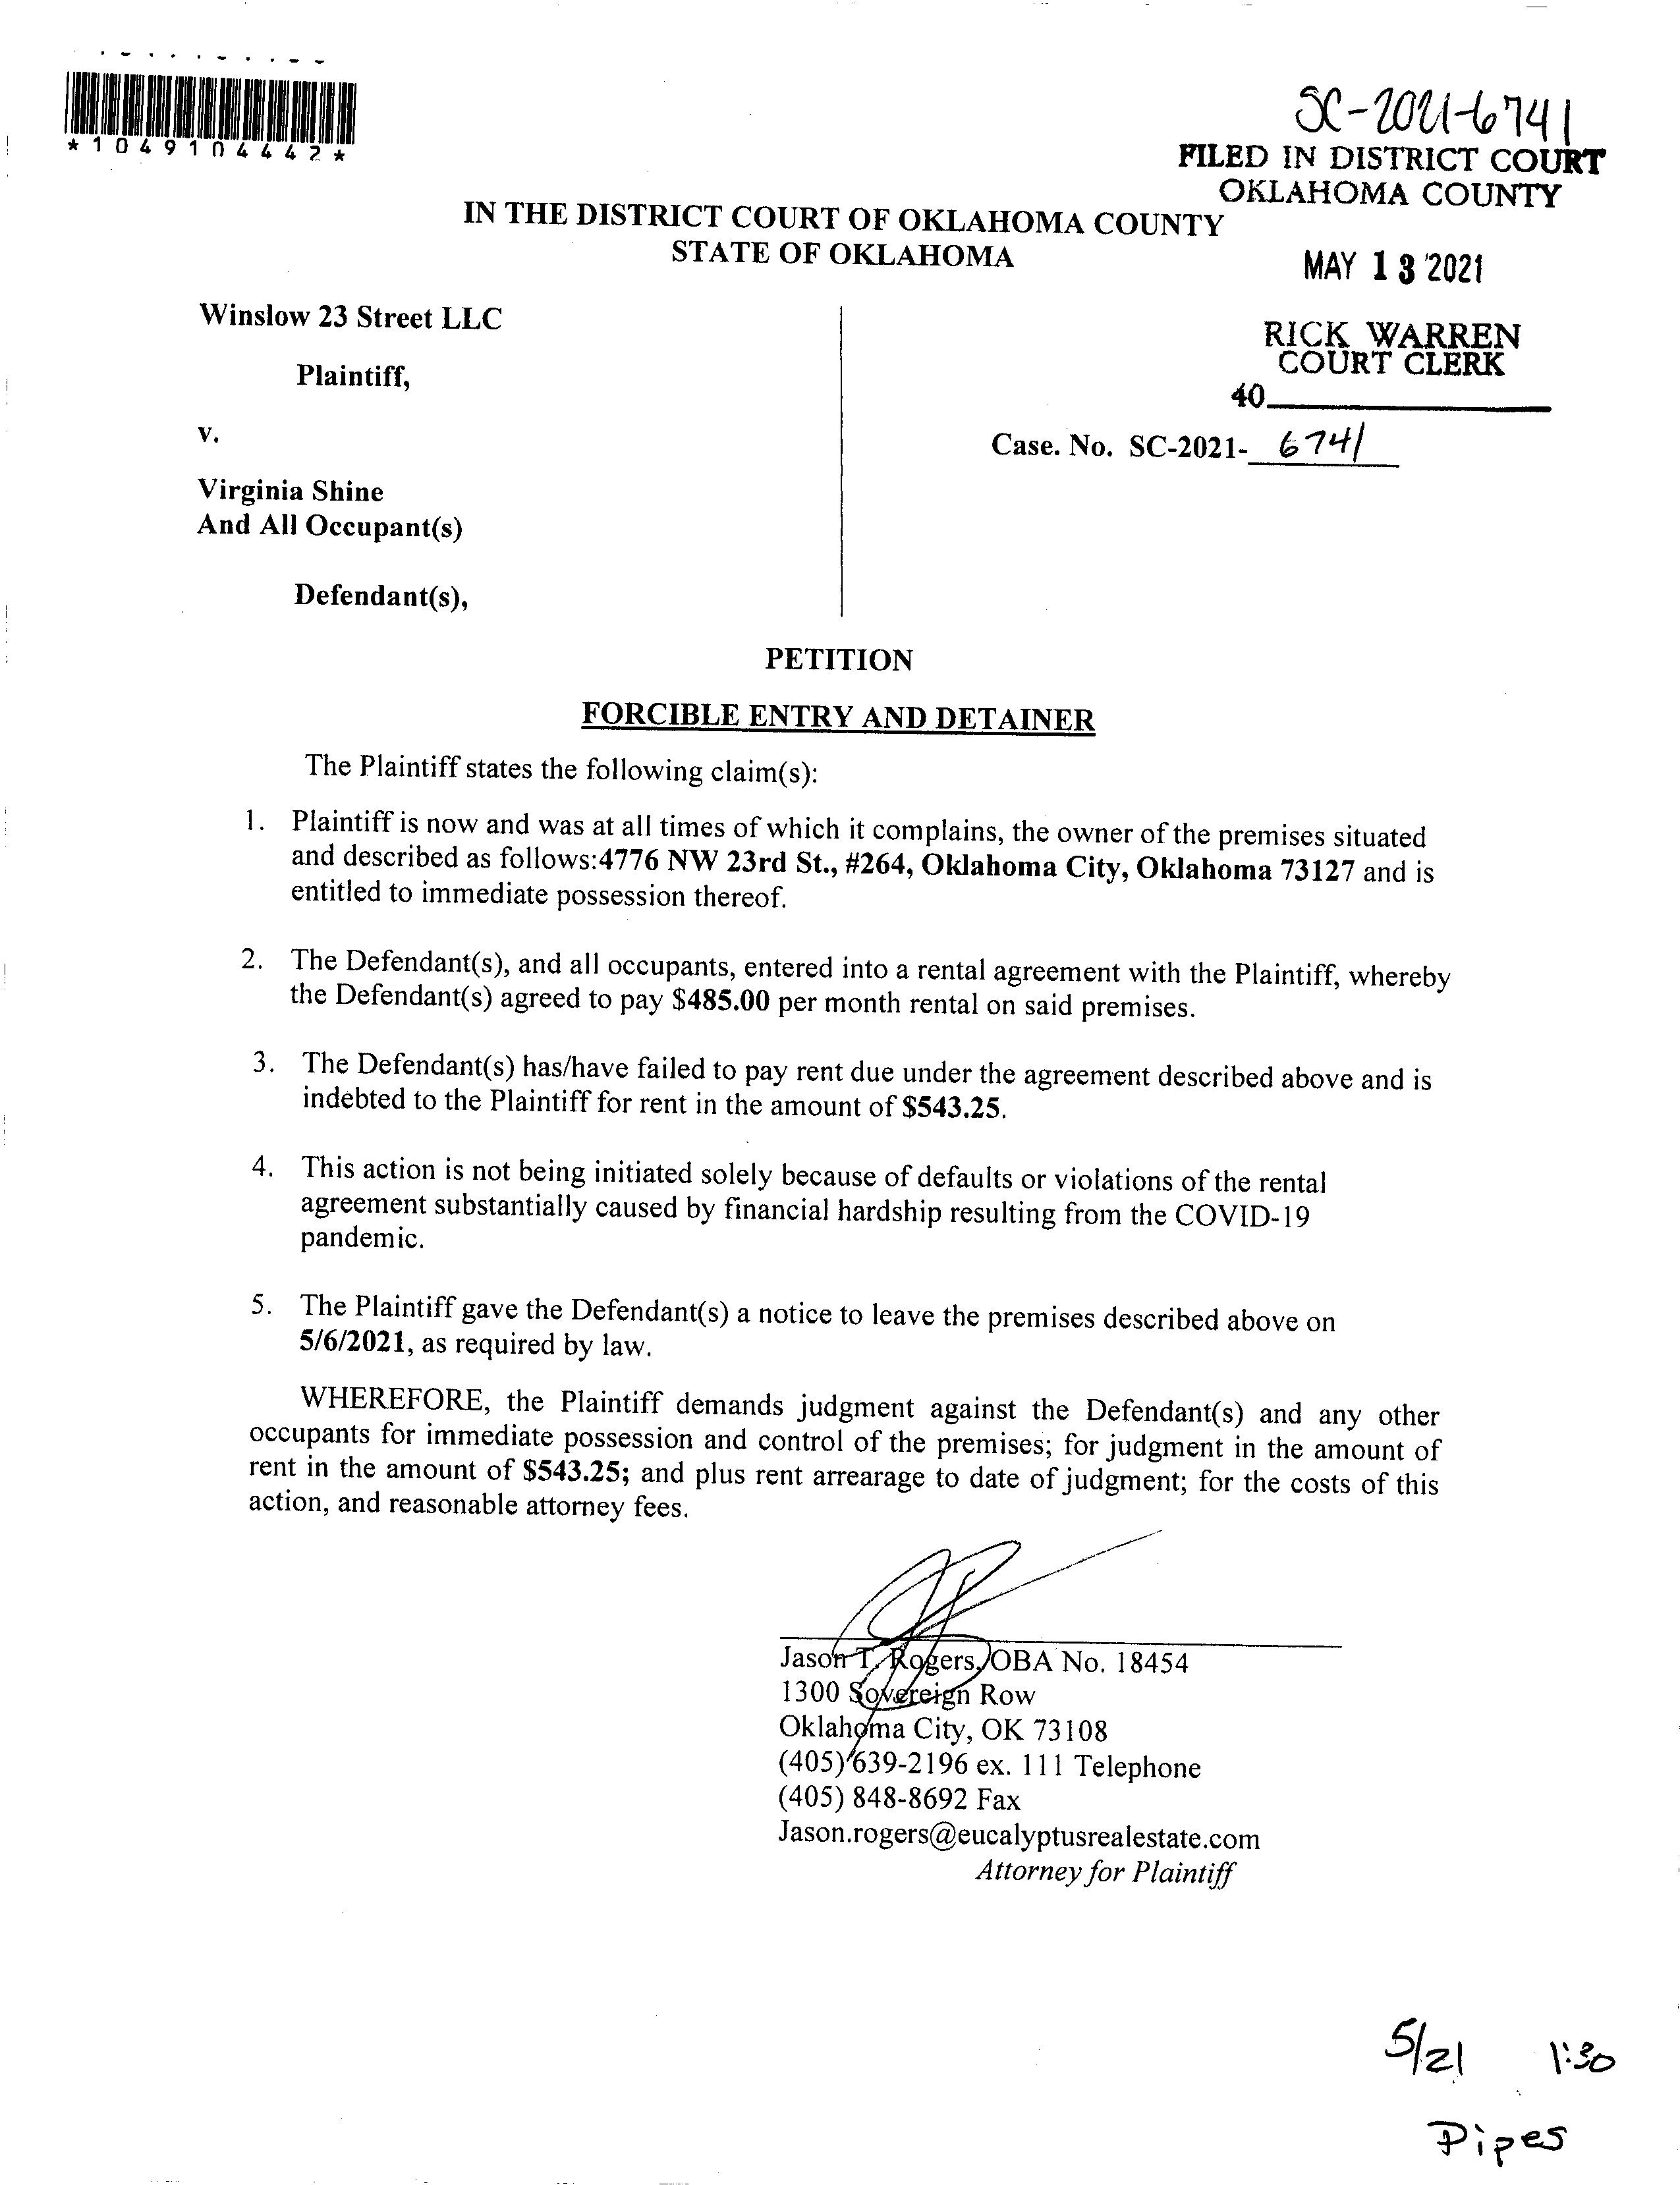 *1049104442*
SC-2021-6741
FILED IN DISTRICT COURT
OKLAHOMA COUNTY
IN THE DISTRICT COURT OF OKLAHOMA COUNTY
STATE OF OKLAHOMA
MAY 13 2021
Winslow 23 Street LLC
RICK WARREN
COURT CLERK
Plaintiff,
40
v.
Case. No. SC-2021- 6741
Virginia Shine
And All Occupant(s)
Defendant(s),
PETITION
FORCIBLE ENTRY AND DETAINER
The Plaintiff states the following claim(s):
1. Plaintiff is now and was at all times of which it complains, the owner of the premises situated
and described as follows:4776 NW 23rd St., #264, Oklahoma City, Oklahoma 73127 and is
entitled to immediate possession thereof.
2. The Defendant(s), and all occupants, entered into a rental agreement with the Plaintiff, whereby
the Defendant(s) agreed to pay $485.00 per month rental on said premises.
3. The Defendant(s) has/have failed to pay rent due under the agreement described above and is
indebted to the Plaintiff for rent in the amount of $543.25.
4. This action is not being initiated solely because of defaults or violations of the rental
agreement substantially caused by financial hardship resulting from the COVID-19
pandemic.
5. The Plaintiff gave the Defendant(s) a notice to leave the premises described above on
5/6/2021, as required by law.
WHEREFORE, the Plaintiff demands judgment against the Defendant(s) and any other
occupants for immediate possession and control of the premises; for judgment in the amount of
rent in the amount of $543.25; and plus rent arrearage to date of judgment; for the costs of this
action, and reasonable attorney fees.
Jason T. Rogers, OBA No. 18454
1300 Sovereign Row
Oklahoma City, OK 73108
(405) 639-2196 ex. 111 Telephone
(405) 848-8692 Fax
Jason.rogers@eucalyptusrealestate.com
Attorney for Plaintiff
5/21 1:30
Pipes